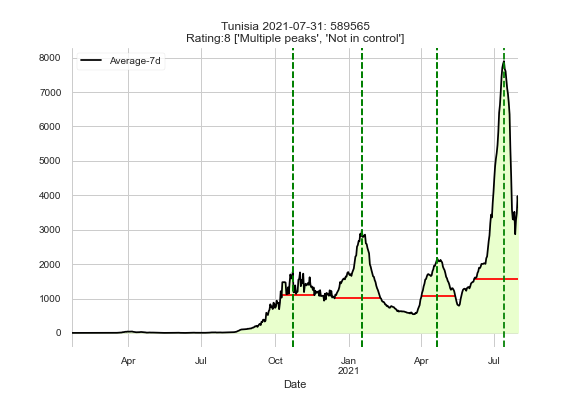 Tunisia 2021-07-31: 589565
Rating:8 ['Multiple peaks', 'Not in control']
Average-7d
8000
7000
6000
5000
4000
3000
2000
1000
0
Apr Jul Oct Jan Apr Jul
2021
Date